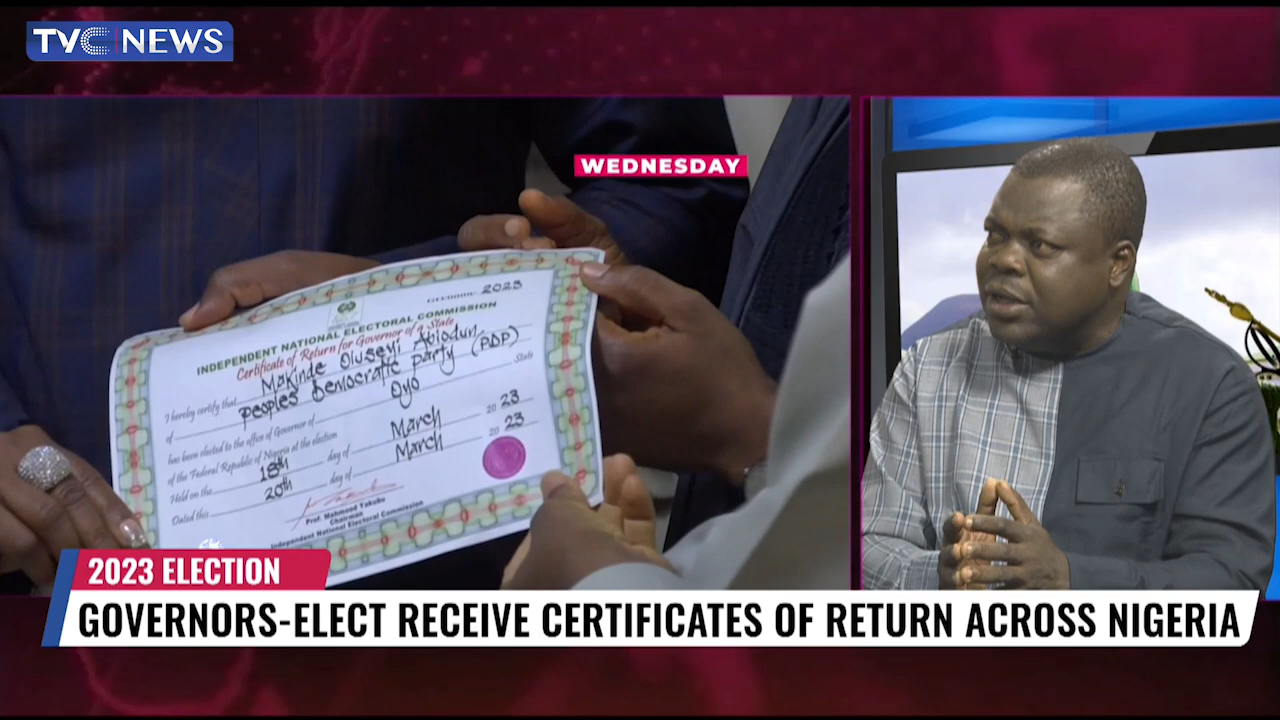 TVC NEWS
WEDNESDAY
2023
INDEPENDENT NATIONAL ELECTORAL COMMISSION
Certificate of Return for Governor of a State
I hereby certify that Makinde Oluseyi Abiodun
of Peoples Democratic Party (PDP)
has been elected to the office of Governor of Oyo State
of the Federal Republic of Nigeria at the election
Held on the 18th day of March 2023
Dated this 20th day of March 2023
Prof. Mahmood Yakubu
Chairman
Independent National Electoral Commission
2023 ELECTION
GOVERNORS-ELECT RECEIVE CERTIFICATES OF RETURN ACROSS NIGERIA